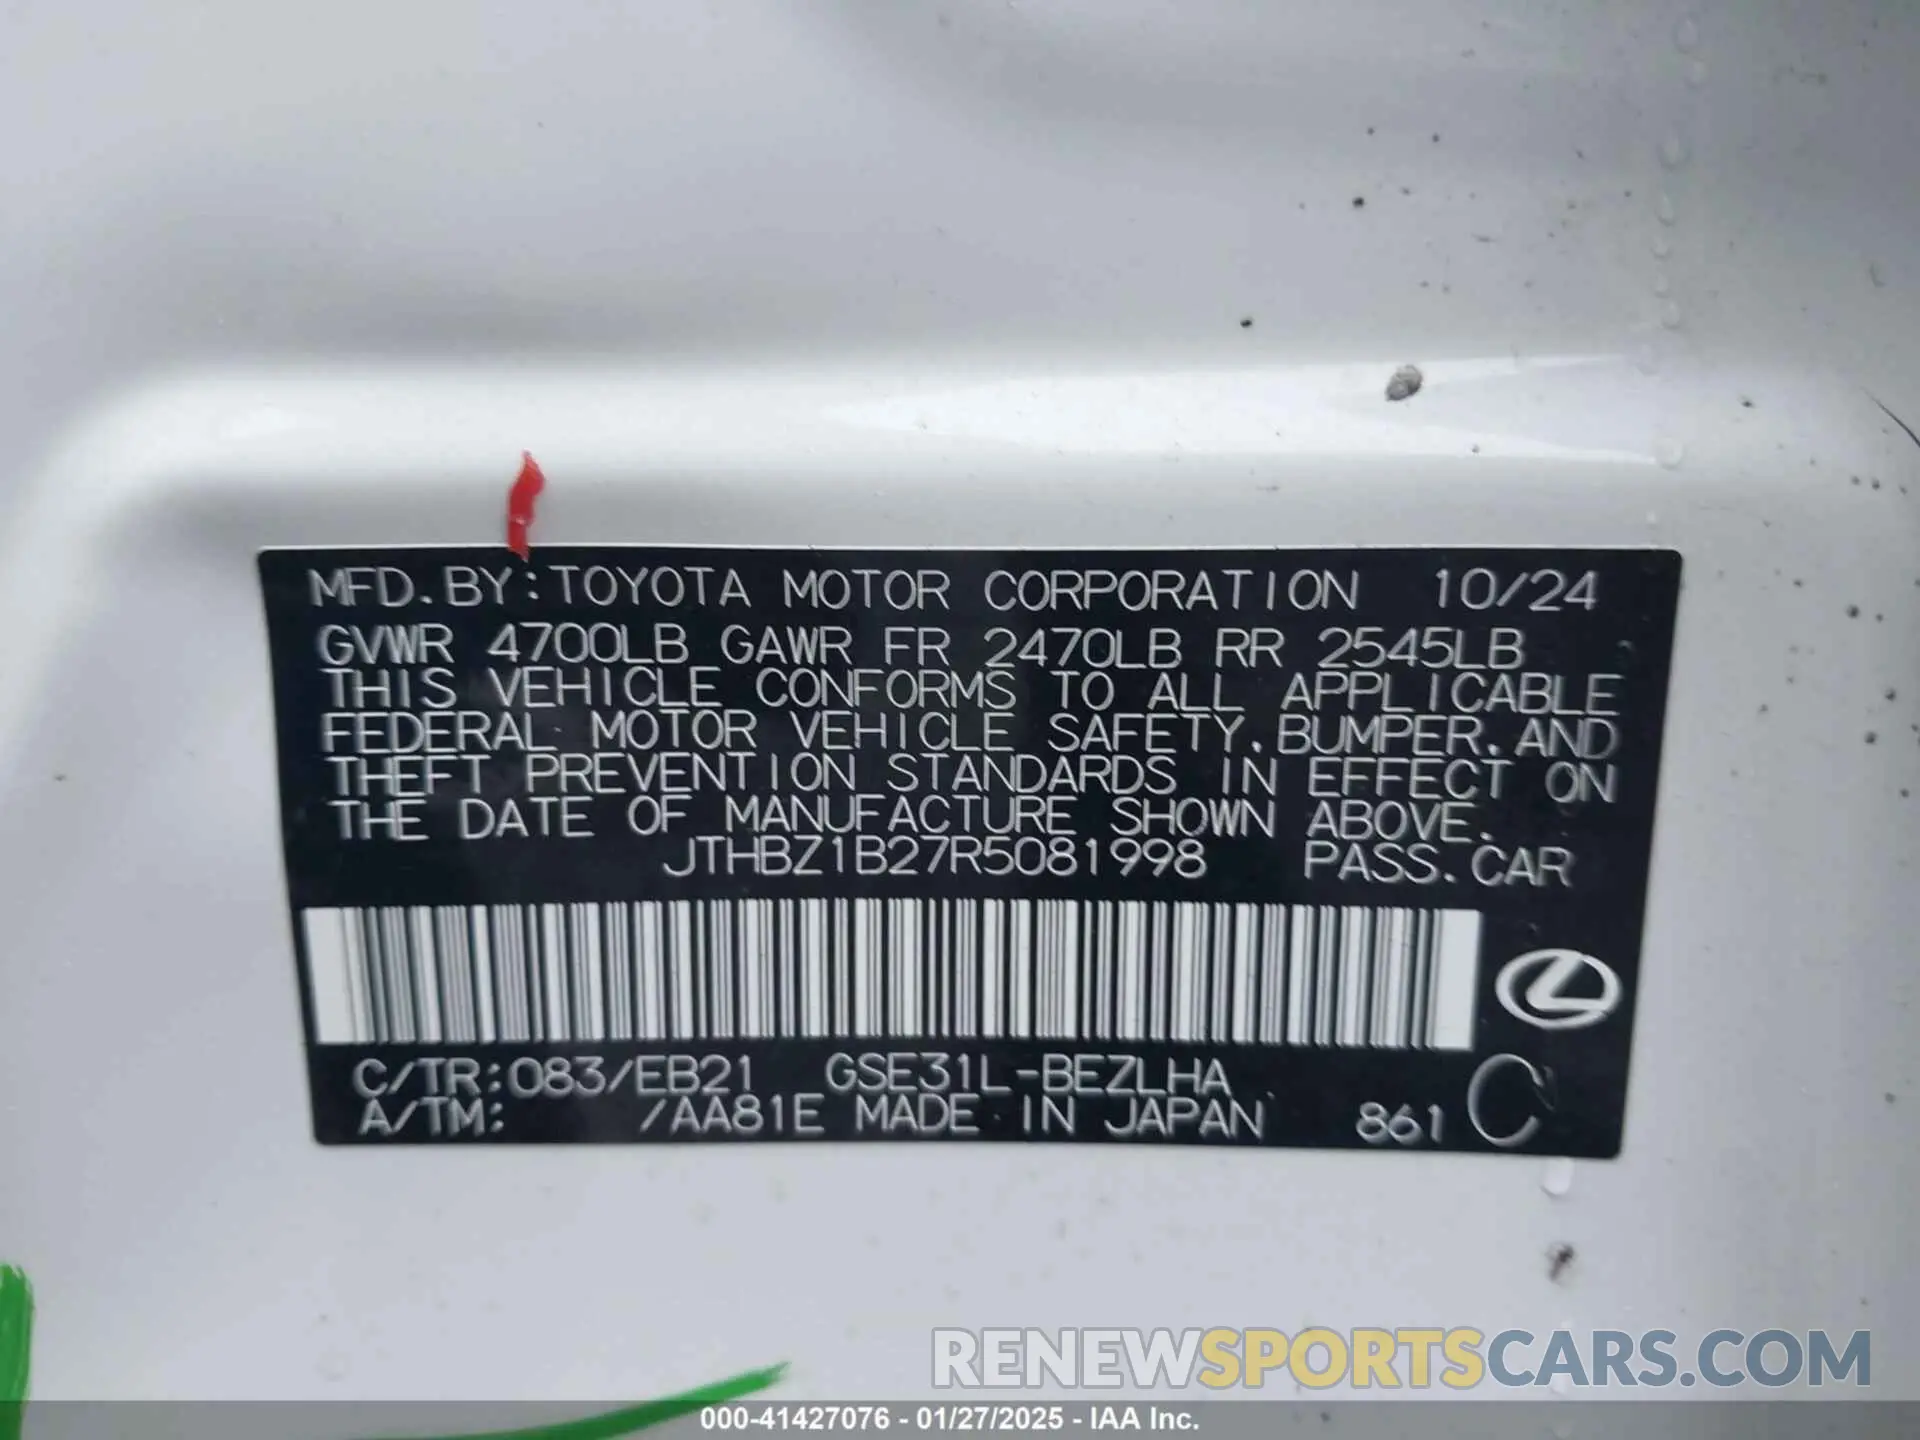 MFD. BY: TOYOTA MOTOR CORPORATION 10/24
GVWR 4700LB GAWR FR 2470LB RR 2545LB
THIS VEHICLE CONFORMS TO ALL APPLICABLE
FEDERAL MOTOR VEHICLE SAFETY, BUMPER, AND
THEFT PREVENTION STANDARDS IN EFFECT ON
THE DATE OF MANUFACTURE SHOWN ABOVE.
JTHBZ1B27R5081998 PASS. CAR
C/TR: 083/EB21 GSE31L-BEZLHA
A/TM: /AA81E MADE IN JAPAN 861 C
RENEWSPORTSCARS.COM
000-41427076 - 01/27/2025 - IAA Inc.